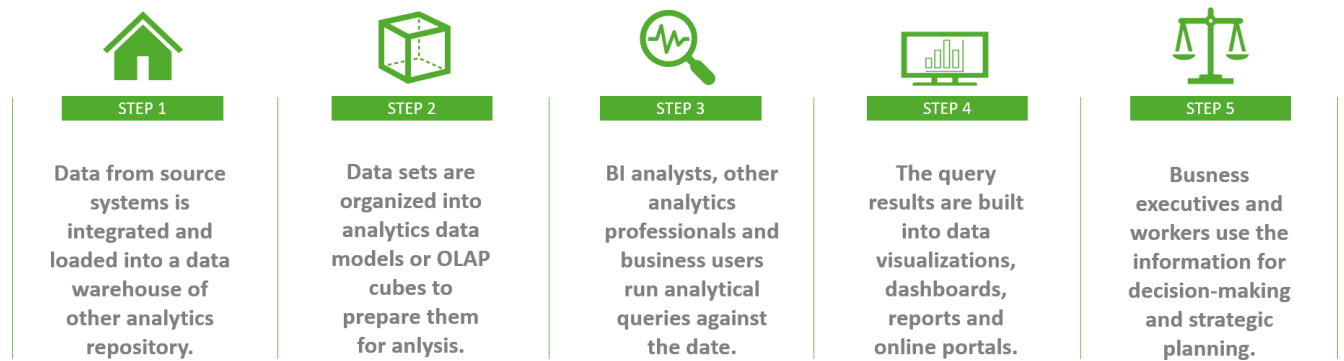 STEP 1
Data from source
systems is
integrated and
loaded into a data
warehouse of
other analytics
repository.
STEP 2
Data sets are
organized into
analytics data
models or OLAP
cubes to
prepare them
for anlysis.
STEP 3
BI analysts, other
analytics
professionals and
business users
run analytical
queries against
the date.
STEP 4
The query
results are built
into data
visualizations,
dashboards,
reports and
online portals.
STEP 5
Busness
executives and
workers use the
information for
decision-making
and strategic
planning.